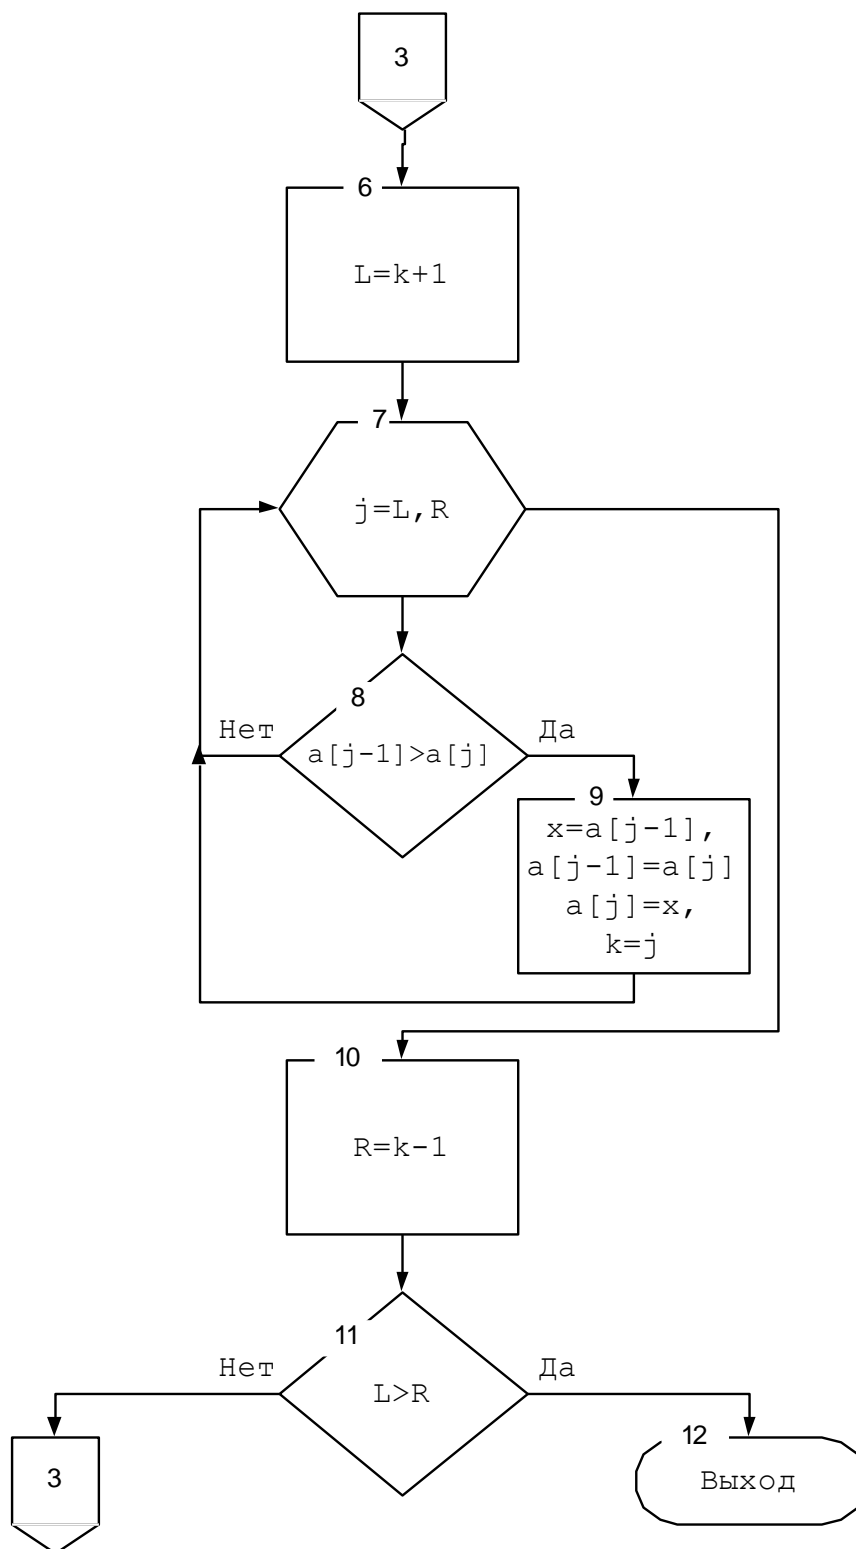 3
6
L=k+1
7
j=L,R
8
Нет
Да
a[j-1]>a[j]
9
x=a[j-1],
a[j-1]=a[j]
a[j]=x,
k=j
10
R=k-1
11
Нет
Да
L>R
12
3
Выход